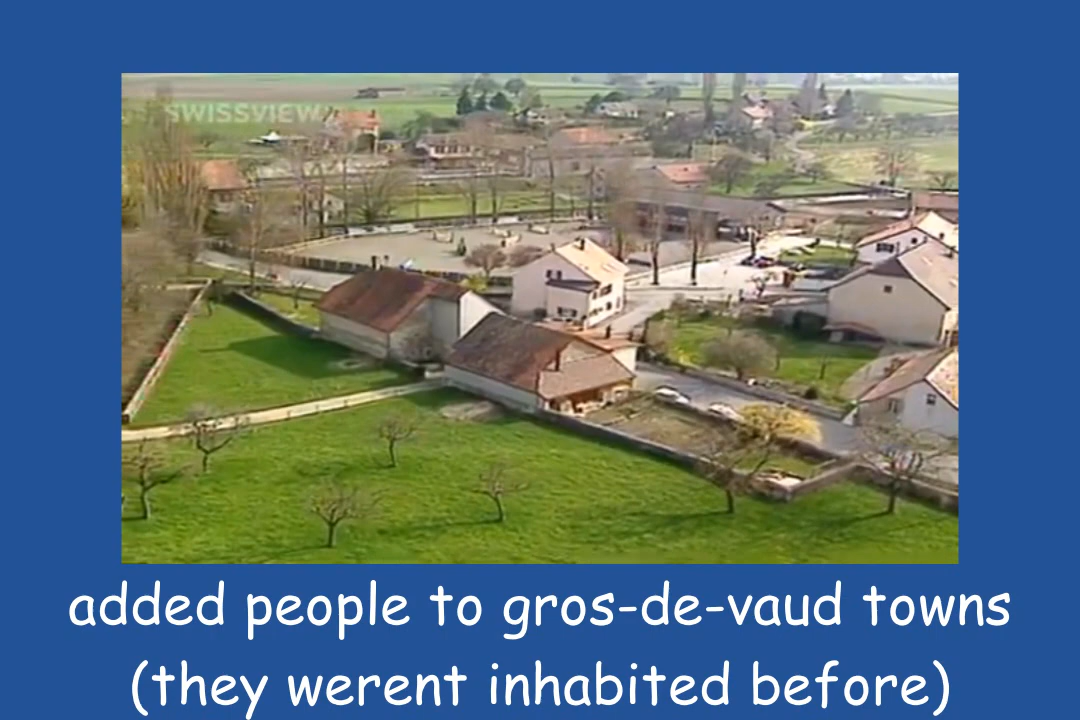 SWISSVIEW
added people to gros-de-vaud towns
(they werent inhabited before)